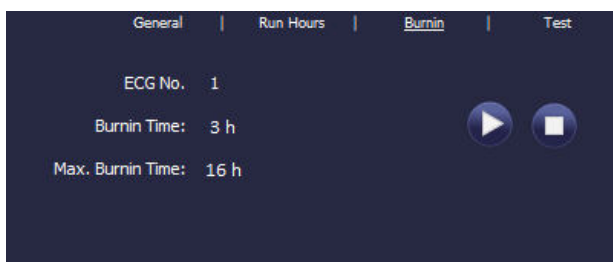 General | Run Hours | Burnin | Test
ECG No. 1
Burnin Time: 3 h
Max. Burnin Time: 16 h